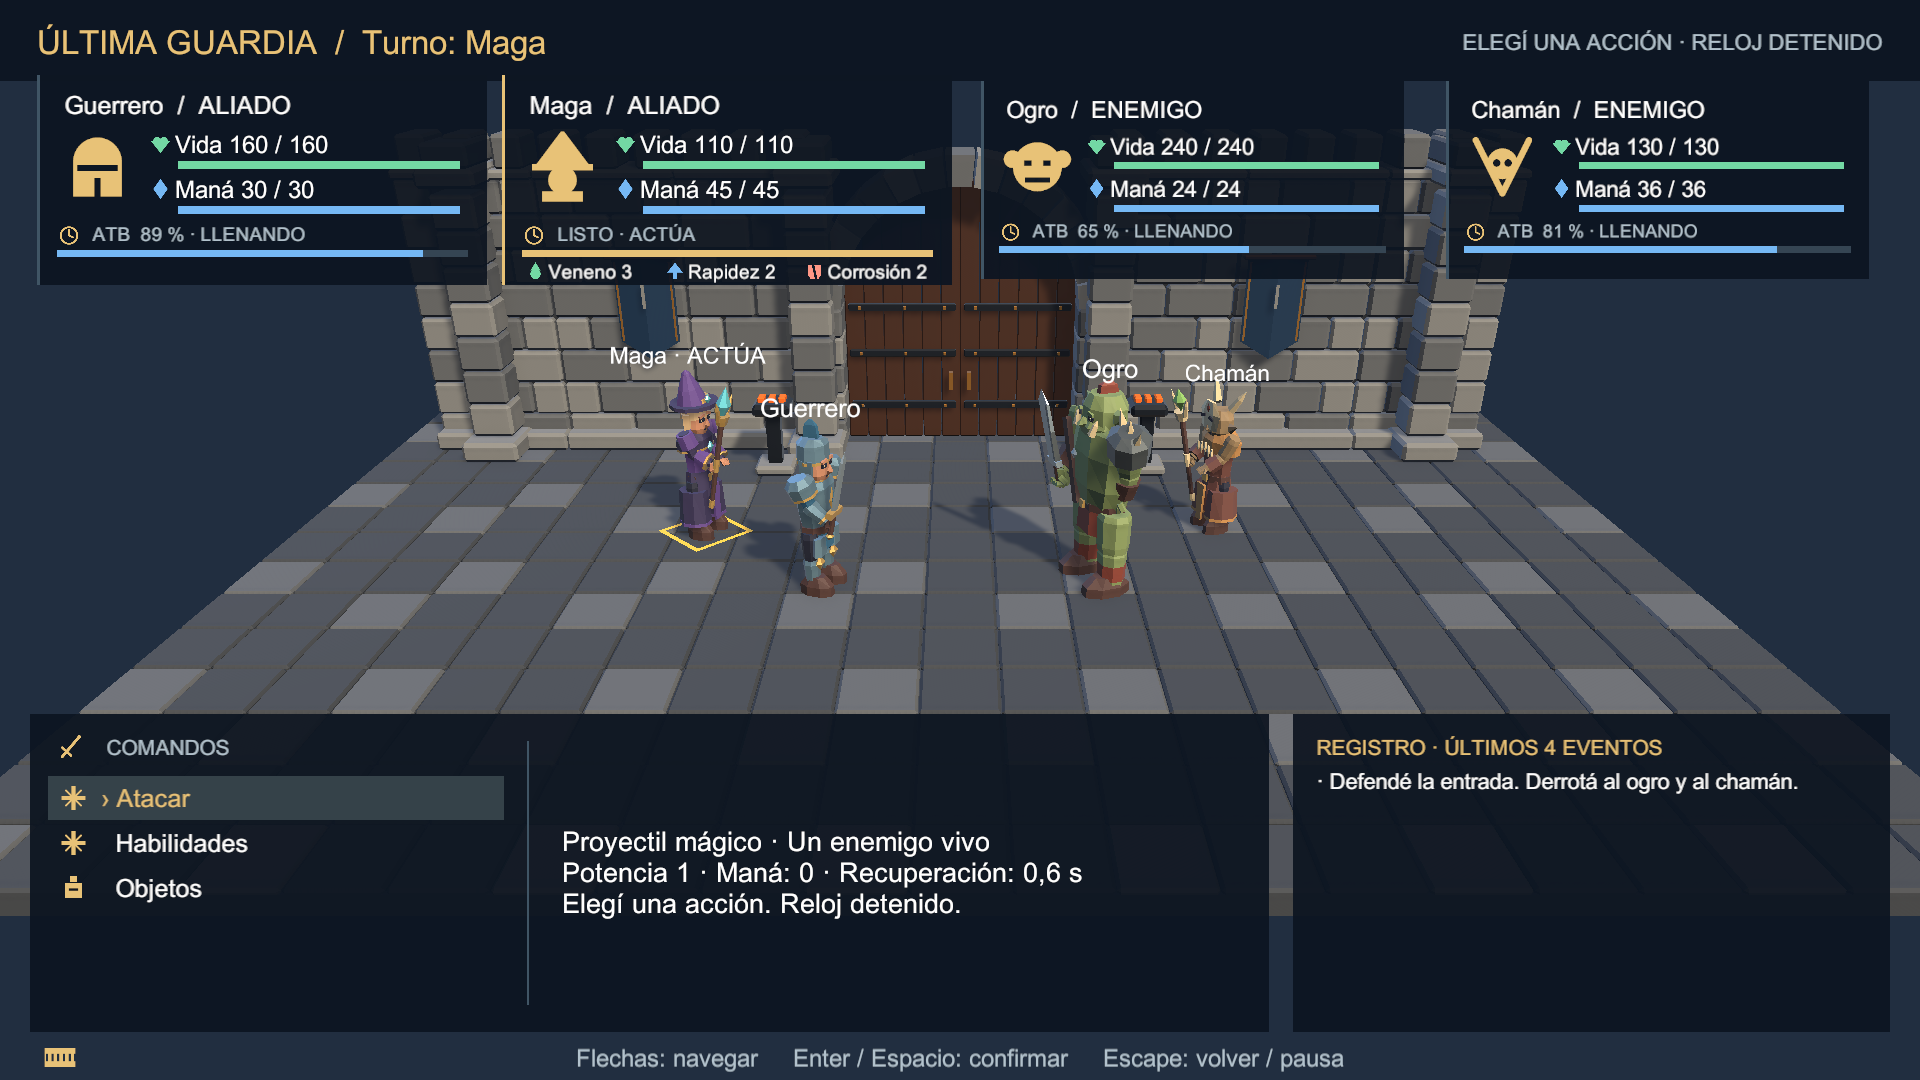 ÚLTIMA GUARDIA / Turno: Maga
ELEGÍ UNA ACCIÓN · RELOJ DETENIDO
Guerrero / ALIADO
Vida 160 / 160
Maná 30 / 30
ATB 89 % · LLENANDO
Maga / ALIADO
Vida 110 / 110
Maná 45 / 45
LISTO · ACTÚA
Veneno 3 Rapidez 2 Corrosión 2
Ogro / ENEMIGO
Vida 240 / 240
Maná 24 / 24
ATB 65 % · LLENANDO
Chamán / ENEMIGO
Vida 130 / 130
Maná 36 / 36
ATB 81 % · LLENANDO
Maga · ACTÚA
Guerrero
Ogro
Chamán
COMANDOS
› Atacar
Habilidades
Objetos
Proyectil mágico · Un enemigo vivo
Potencia 1 · Maná: 0 · Recuperación: 0,6 s
Elegí una acción. Reloj detenido.
REGISTRO · ÚLTIMOS 4 EVENTOS
· Defendé la entrada. Derrotá al ogro y al chamán.
Flechas: navegar Enter / Espacio: confirmar Escape: volver / pausa